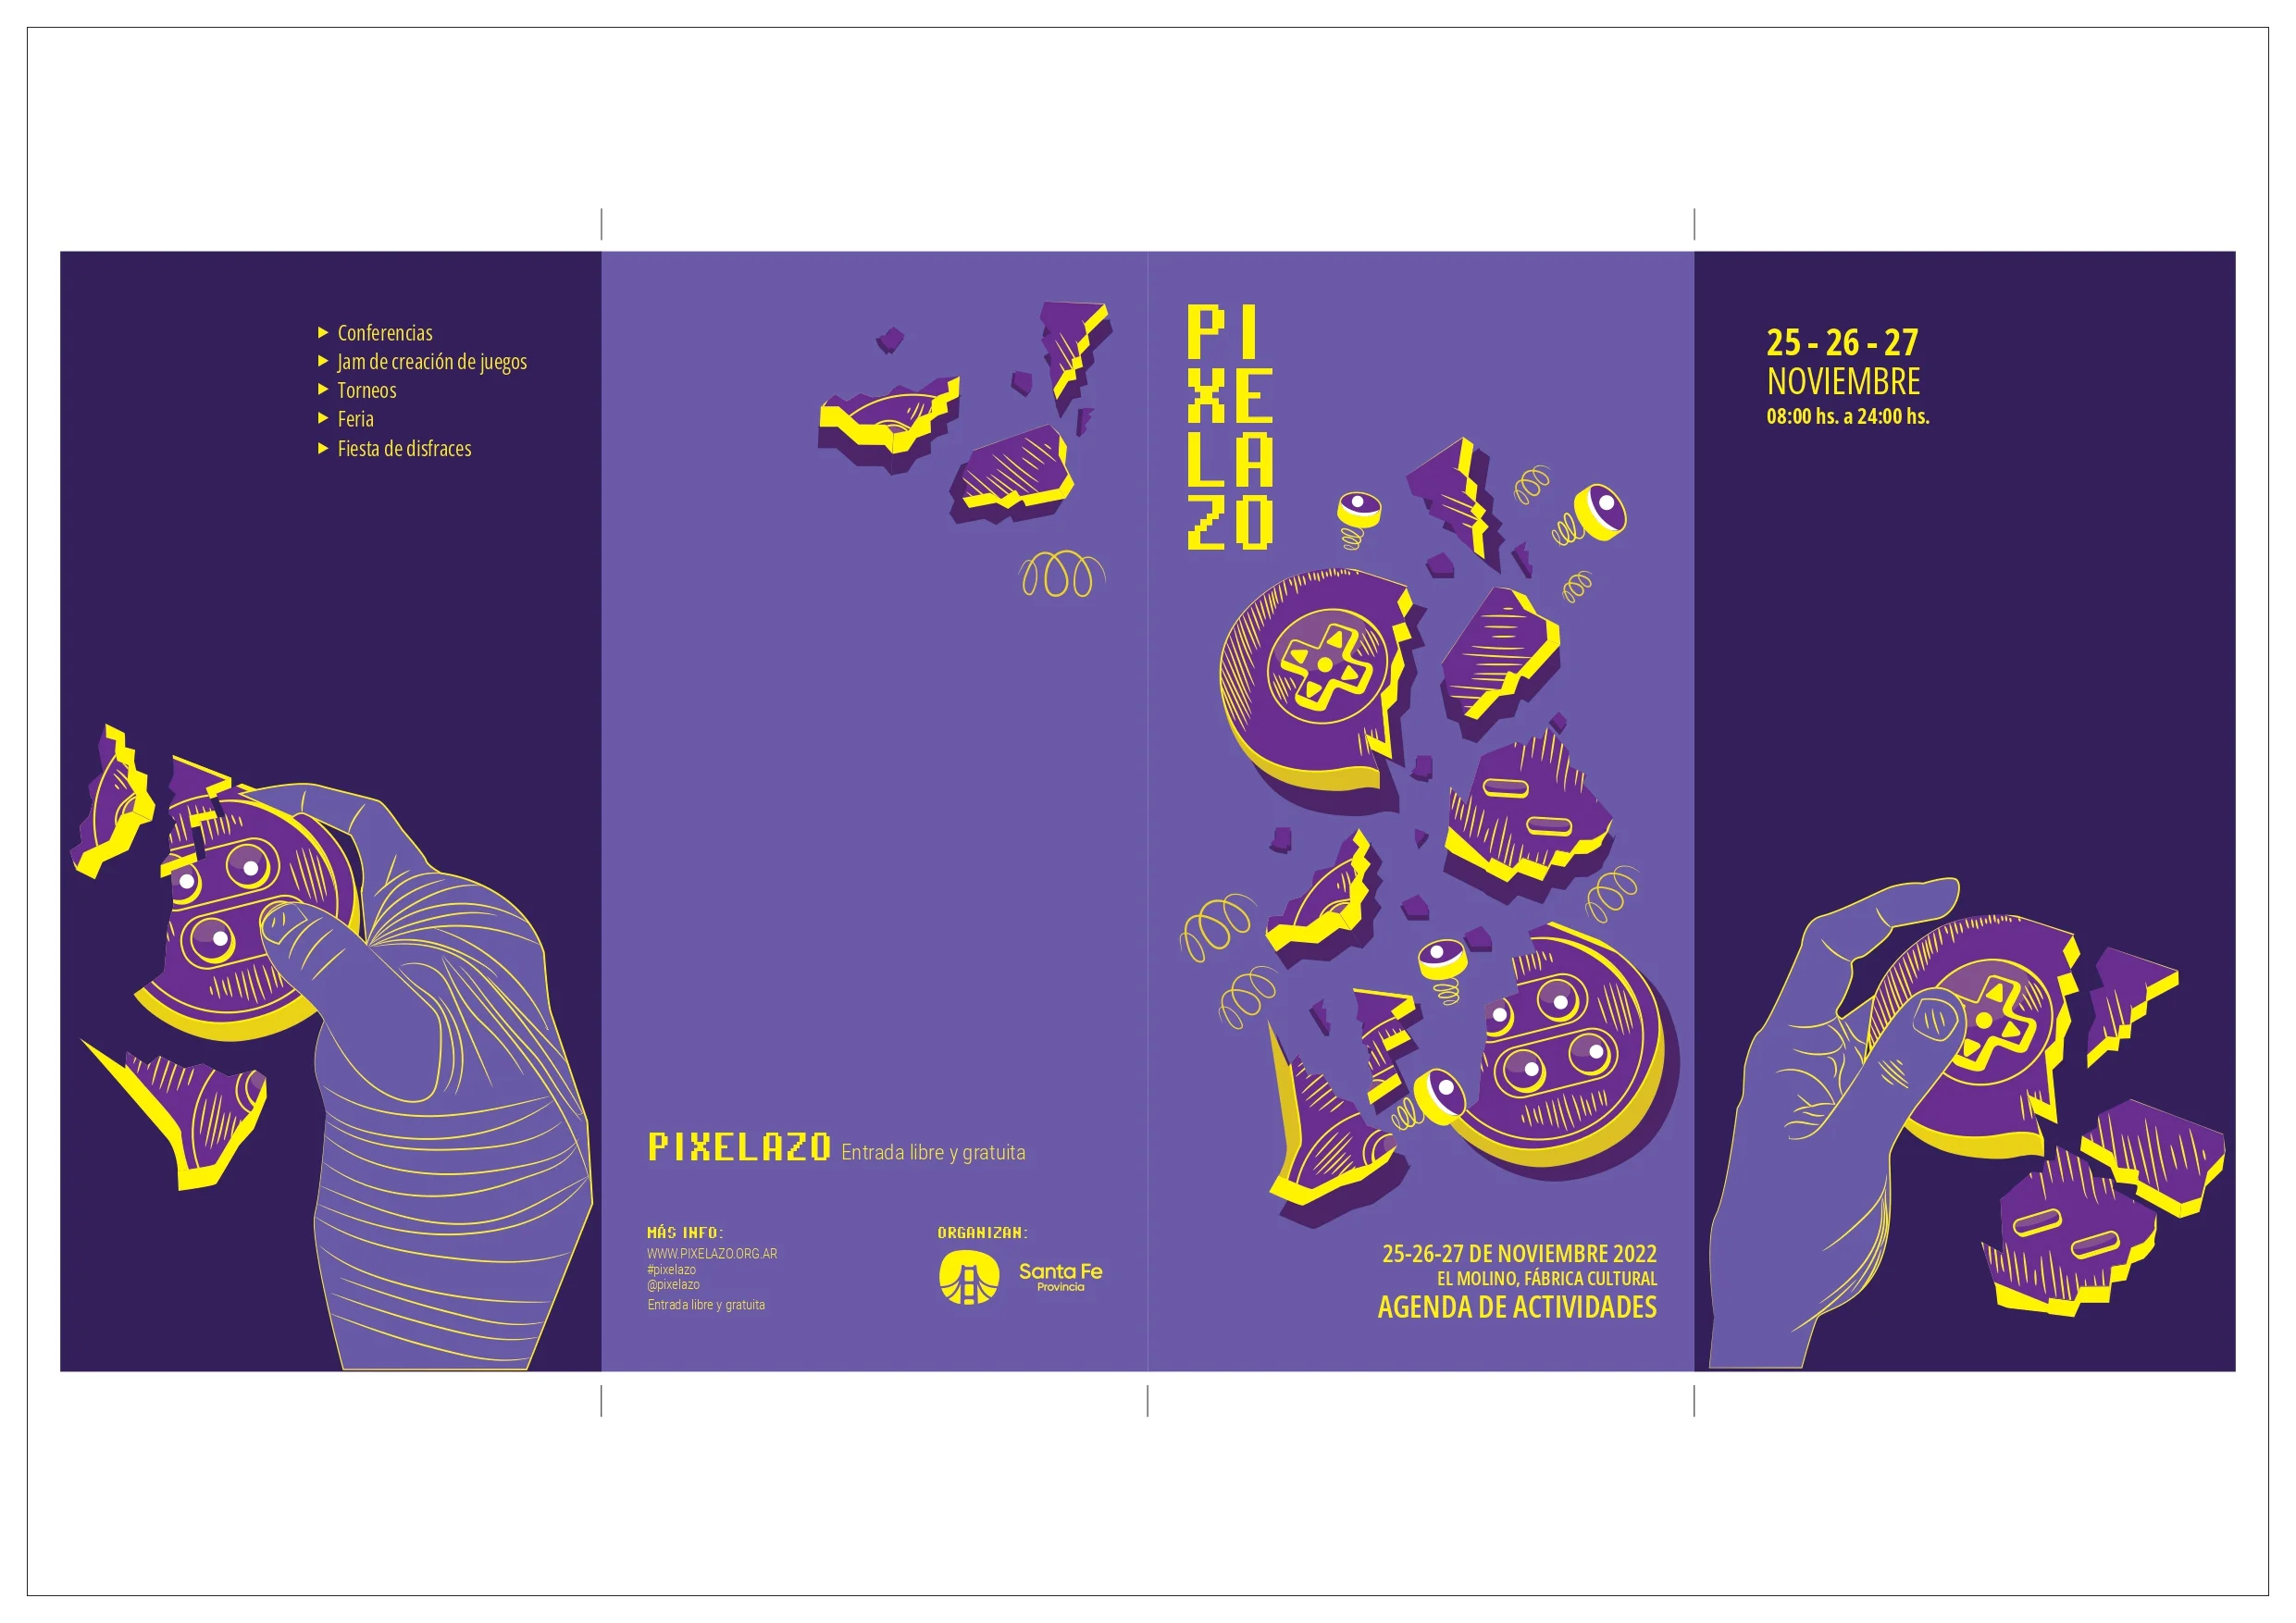 Conferencias
Jam de creación de juegos
Torneos
Feria
Fiesta de disfraces
PIXELAZO Entrada libre y gratuita
MÁS INFO:
WWW.PIXELAZO.ORG.AR
#pixelazo
@pixelazo
Entrada libre y gratuita
ORGANIZAN:
Santa Fe
Provincia
PI
XE
LA
ZO
25-26-27 DE NOVIEMBRE 2022
EL MOLINO, FÁBRICA CULTURAL
AGENDA DE ACTIVIDADES
25 - 26 - 27
NOVIEMBRE
08:00 hs. a 24:00 hs.